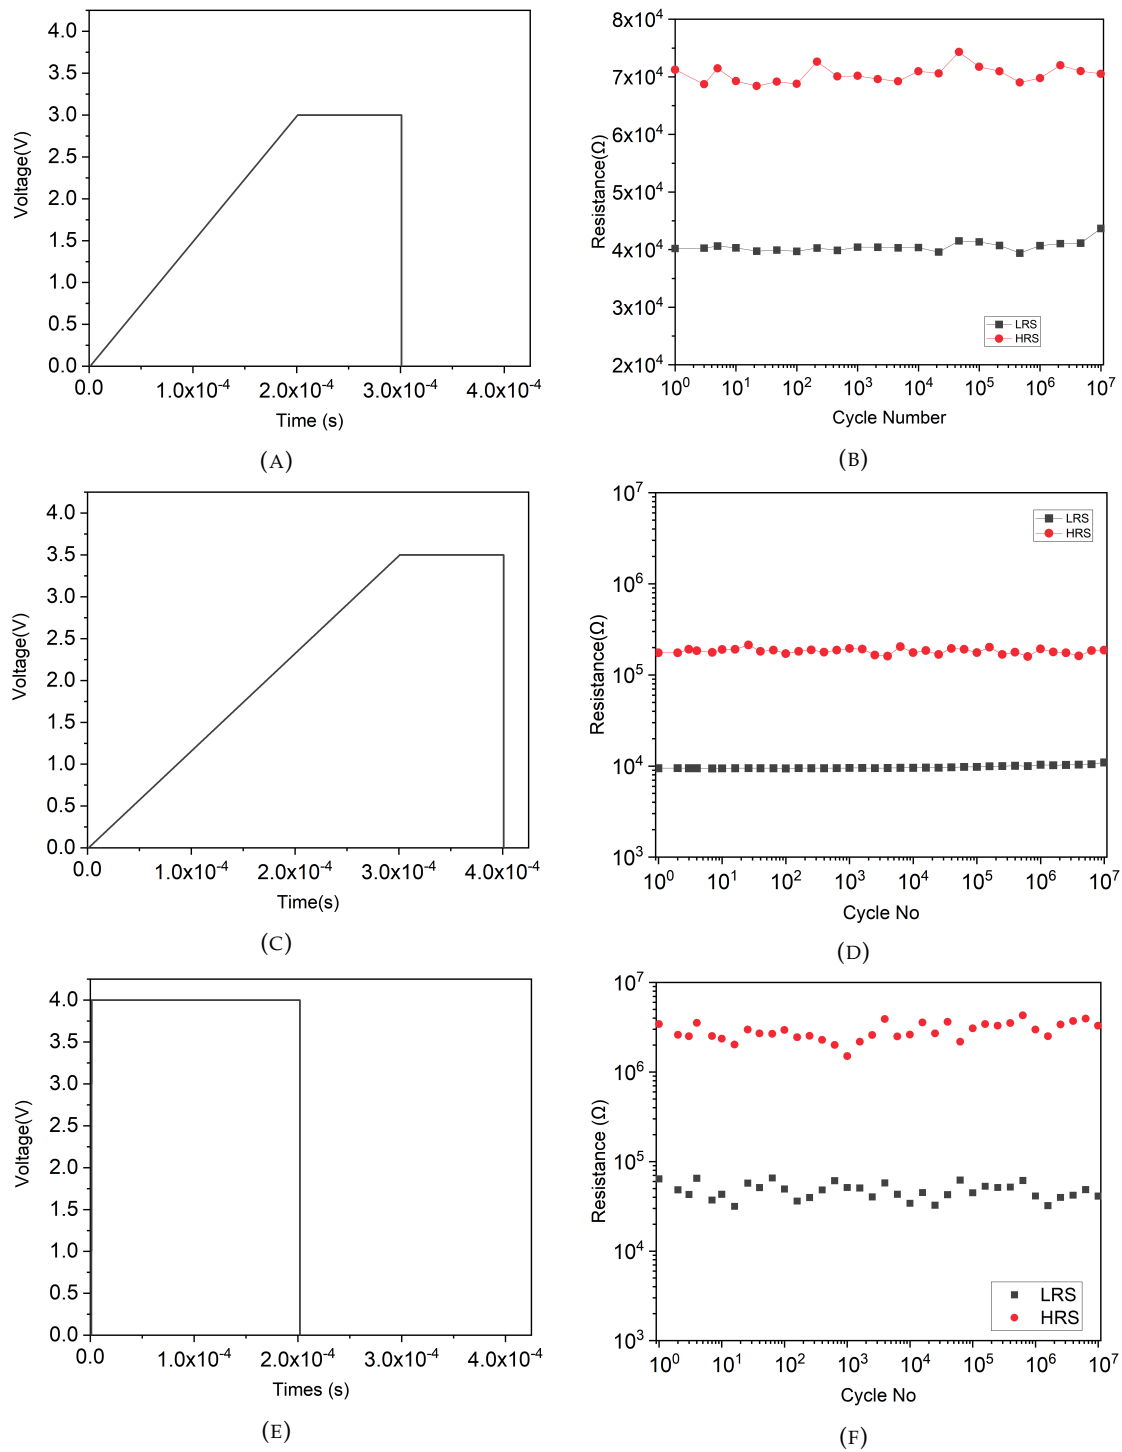 4.0
3.5
3.0
2.5
2.0
1.5
1.0
0.5
0.0
Voltage(V)
0.0 1.0x10⁻⁴ 2.0x10⁻⁴ 3.0x10⁻⁴ 4.0x10⁻⁴
Time (s)
(A)
8x10⁴
7x10⁴
6x10⁴
5x10⁴
4x10⁴
3x10⁴
2x10⁴
Resistance(Ω)
LRS
HRS
10⁰ 10¹ 10² 10³ 10⁴ 10⁵ 10⁶ 10⁷
Cycle Number
(B)
4.0
3.5
3.0
2.5
2.0
1.5
1.0
0.5
0.0
Voltage(V)
0.0 1.0x10⁻⁴ 2.0x10⁻⁴ 3.0x10⁻⁴ 4.0x10⁻⁴
Time(s)
(C)
10⁷
10⁶
10⁵
10⁴
10³
Resistance(Ω)
LRS
HRS
10⁰ 10¹ 10² 10³ 10⁴ 10⁵ 10⁶ 10⁷
Cycle No
(D)
4.0
3.5
3.0
2.5
2.0
1.5
1.0
0.5
0.0
Voltage(V)
0.0 1.0x10⁻⁴ 2.0x10⁻⁴ 3.0x10⁻⁴ 4.0x10⁻⁴
Times (s)
(E)
10⁷
10⁶
10⁵
10⁴
10³
Resistance (Ω)
LRS
HRS
10⁰ 10¹ 10² 10³ 10⁴ 10⁵ 10⁶ 10⁷
Cycle No
(F)